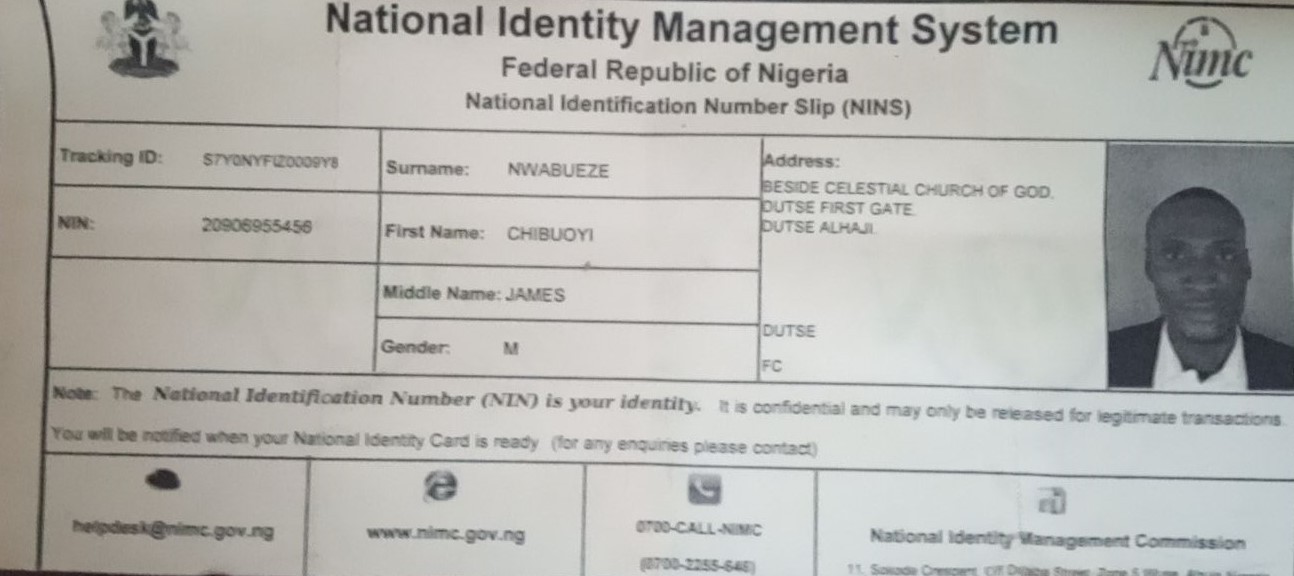 National Identity Management System
Federal Republic of Nigeria
National Identification Number Slip (NINS)
Nimc
Tracking ID: S7Y0NYFIZ0009Y8
Surname: NWABUEZE
Address:
BESIDE CELESTIAL CHURCH OF GOD,
DUTSE FIRST GATE.
DUTSE ALHAJI.
NIN: 20906955456
First Name: CHIBUOYI
Middle Name: JAMES
DUTSE
Gender: M
FC
Note: The National Identification Number (NIN) is your identity. It is confidential and may only be released for legitimate transactions.
You will be notified when your National Identity Card is ready (for any enquiries please contact)
helpdesk@nimc.gov.ng
www.nimc.gov.ng
0700-CALL-NIMC
(0700-2255-646)
National Identity Management Commission
11, Sokode Crescent, Off Dalaba Street, Zone 5 Wuse, Abuja Nigeria